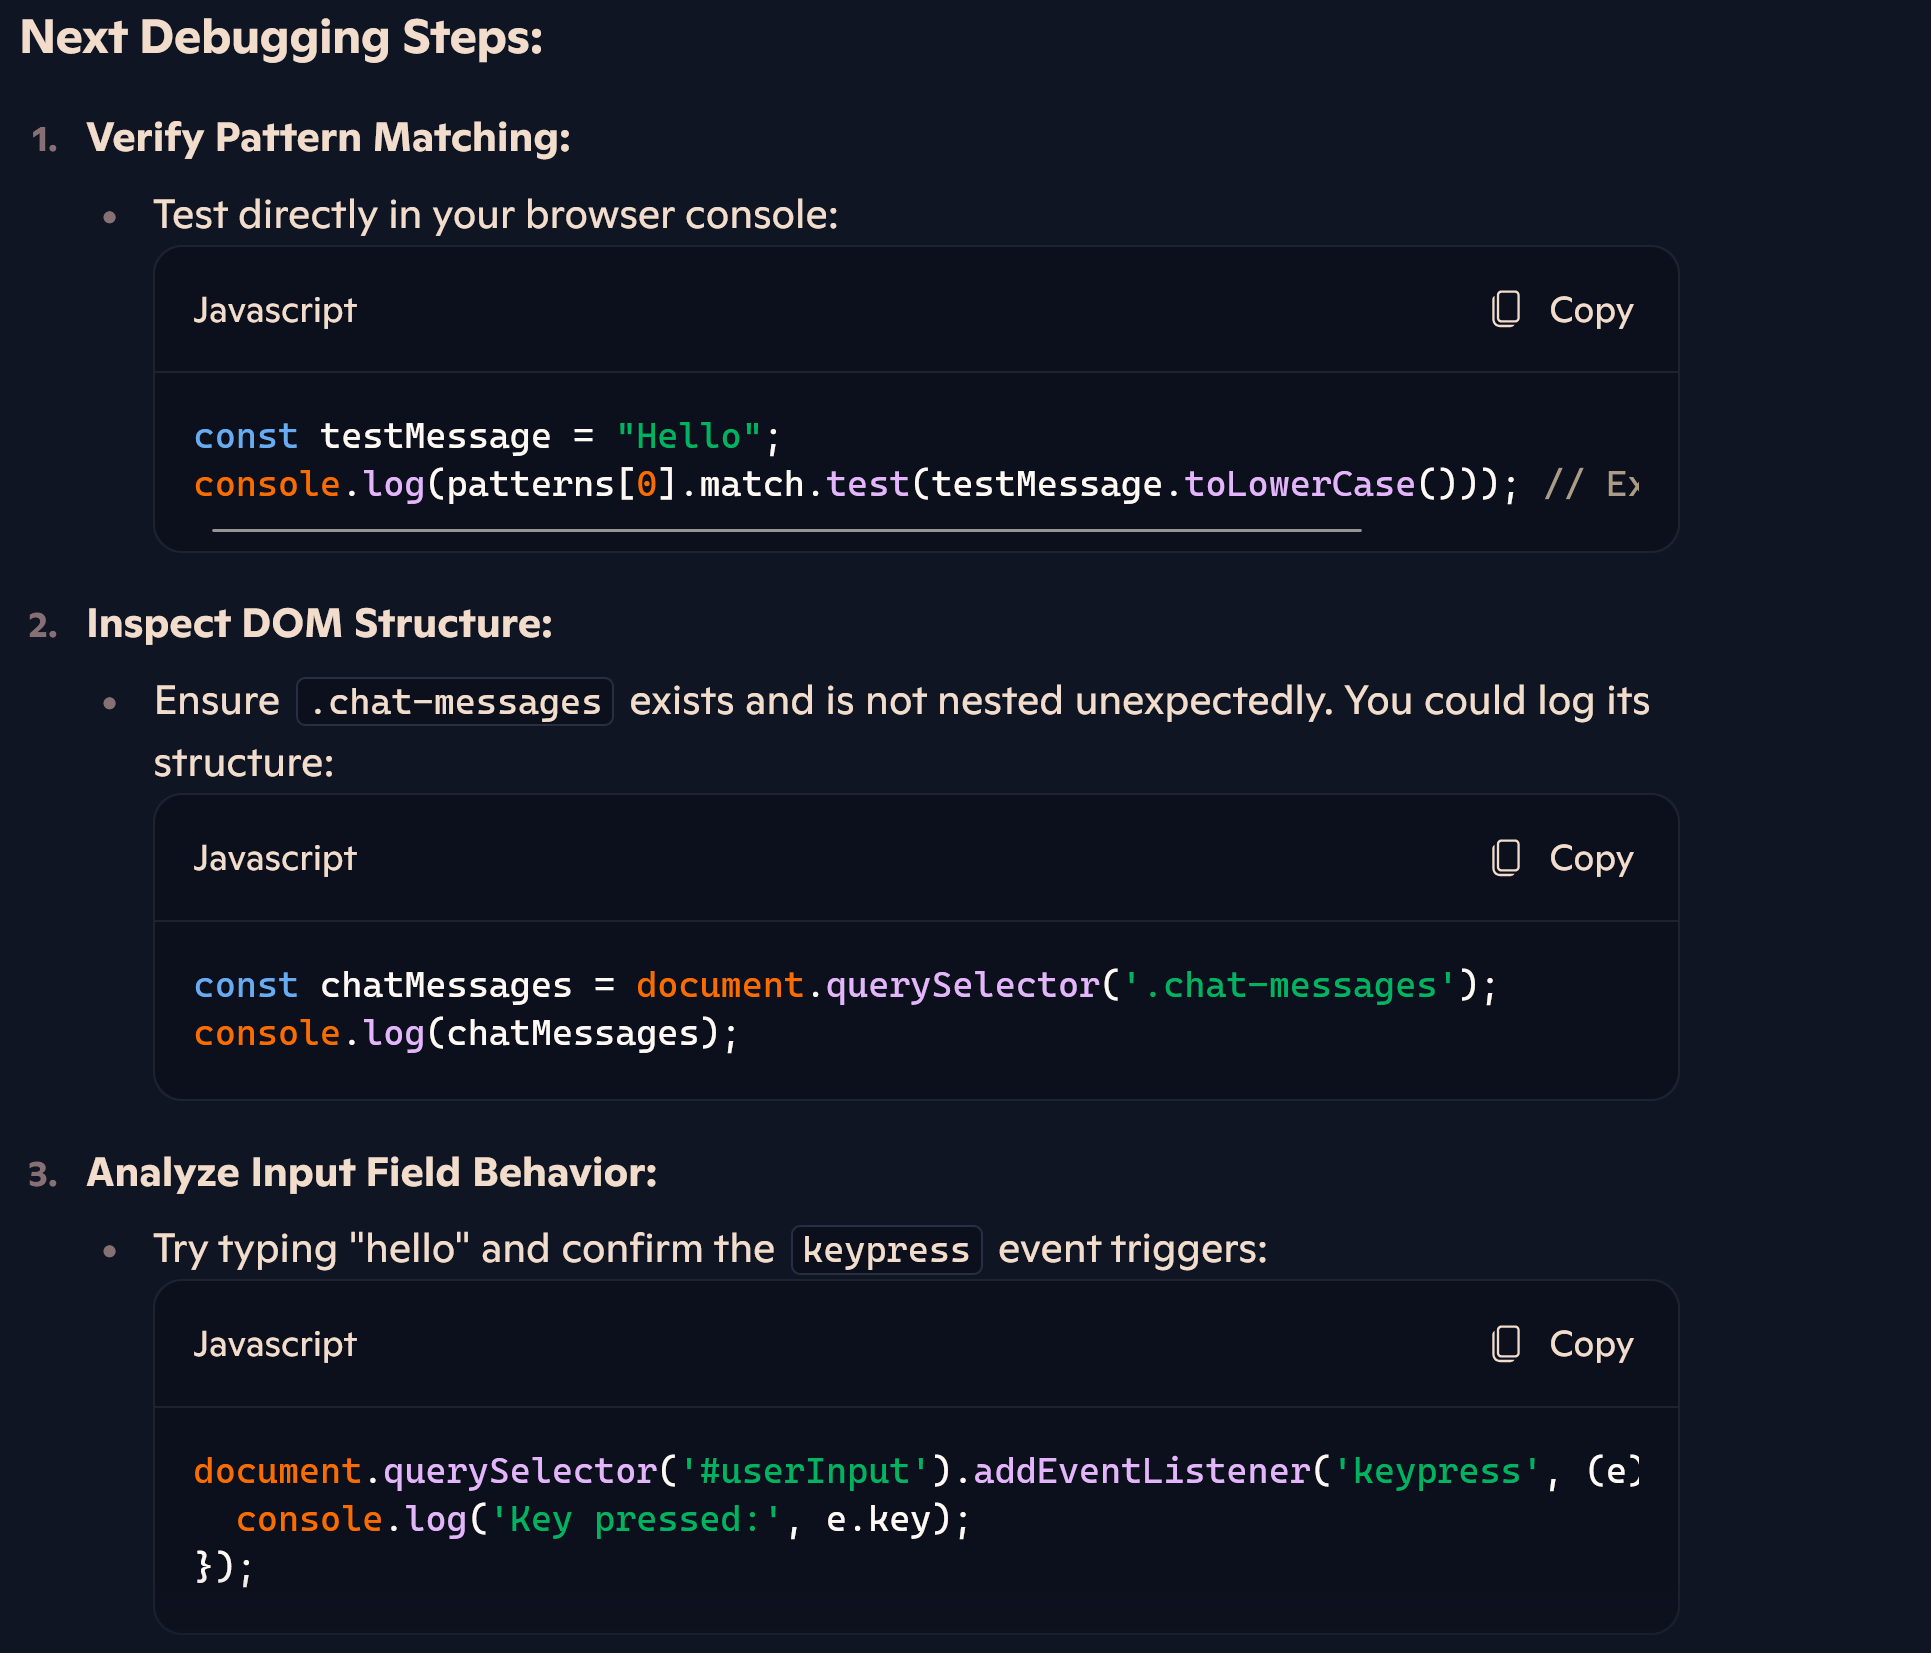 Next Debugging Steps:
1. Verify Pattern Matching:
• Test directly in your browser console:
Javascript
Copy
const testMessage = "Hello";
console.log(patterns[0].match.test(testMessage.toLowerCase())); // Ex
2. Inspect DOM Structure:
• Ensure .chat-messages exists and is not nested unexpectedly. You could log its
structure:
Javascript
Copy
const chatMessages = document.querySelector('.chat-messages');
console.log(chatMessages);
3. Analyze Input Field Behavior:
• Try typing "hello" and confirm the keypress event triggers:
Javascript
Copy
document.querySelector('#userInput').addEventListener('keypress', (e)
  console.log('Key pressed:', e.key);
});